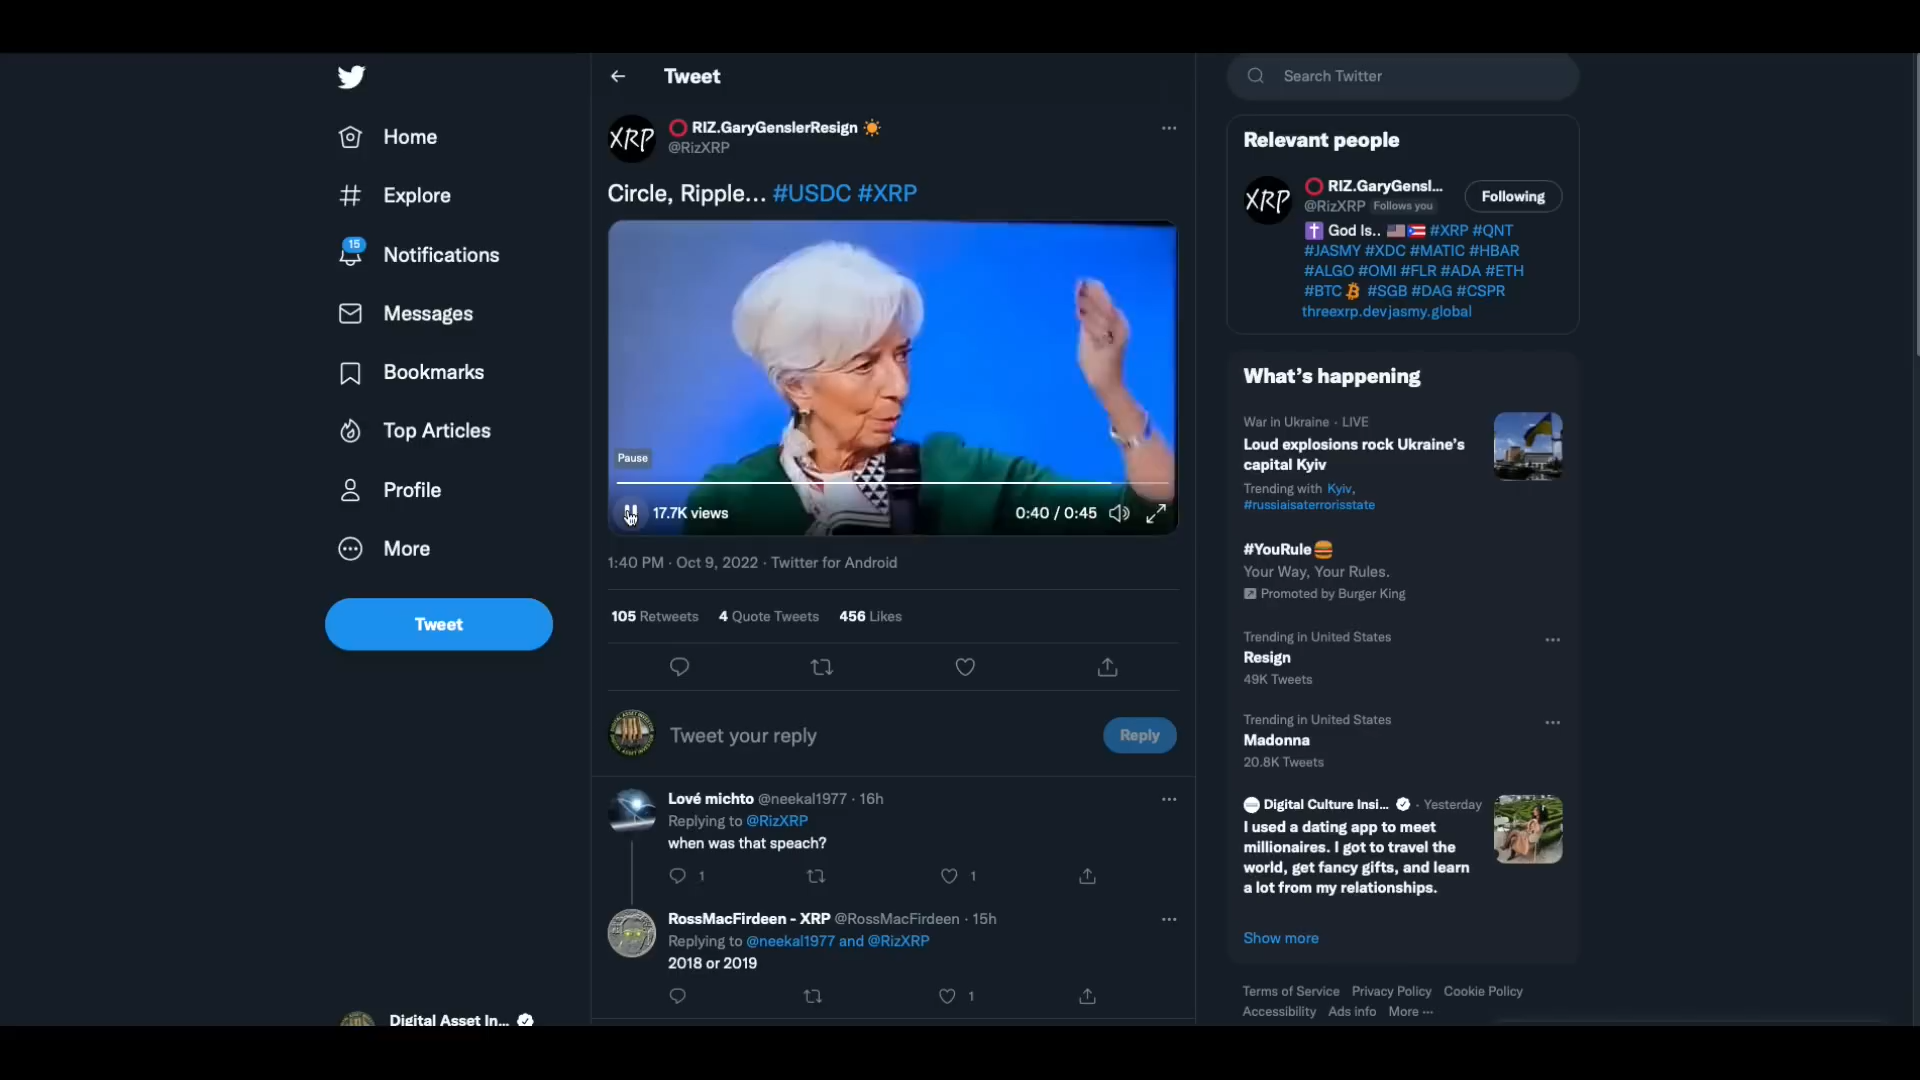 Home
Explore
15
Notifications
Messages
Bookmarks
Top Articles
Profile
More
Tweet
Digital Asset In...
Tweet
XRP
RIZ.GaryGenslerResign
@RizXRP
Circle, Ripple... #USDC #XRP
Pause
17.7K views
0:40 / 0:45
1:40 PM · Oct 9, 2022 · Twitter for Android
105 Retweets 4 Quote Tweets 456 Likes
Tweet your reply
Reply
Lové michto @neekal1977 · 16h
Replying to @RizXRP
when was that speach?
1
1
RossMacFirdeen - XRP @RossMacFirdeen · 15h
Replying to @neekal1977 and @RizXRP
2018 or 2019
1
Search Twitter
Relevant people
XRP
RIZ.GaryGensl...
@RizXRP Follows you
Following
God Is.. #XRP #QNT
#JASMY #XDC #MATIC #HBAR
#ALGO #OMI #FLR #ADA #ETH
#BTC #SGB #DAG #CSPR
threexrp.devjasmy.global
What's happening
War in Ukraine · LIVE
Loud explosions rock Ukraine's
capital Kyiv
Trending with Kyiv,
#russiaisaterrorisstate
#YouRule
Your Way, Your Rules.
Promoted by Burger King
Trending in United States
Resign
49K Tweets
Trending in United States
Madonna
20.8K Tweets
Digital Culture Insi... · Yesterday
I used a dating app to meet
millionaires. I got to travel the
world, get fancy gifts, and learn
a lot from my relationships.
Show more
Terms of Service Privacy Policy Cookie Policy
Accessibility Ads info More ...